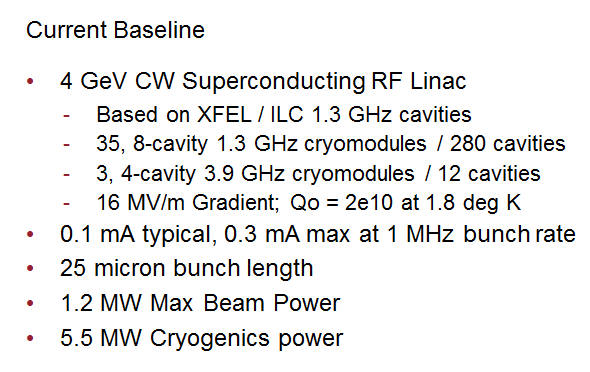 Current Baseline
• 4 GeV CW Superconducting RF Linac
- Based on XFEL / ILC 1.3 GHz cavities
- 35, 8-cavity 1.3 GHz cryomodules / 280 cavities
- 3, 4-cavity 3.9 GHz cryomodules / 12 cavities
- 16 MV/m Gradient; Qo = 2e10 at 1.8 deg K
• 0.1 mA typical, 0.3 mA max at 1 MHz bunch rate
• 25 micron bunch length
• 1.2 MW Max Beam Power
• 5.5 MW Cryogenics power